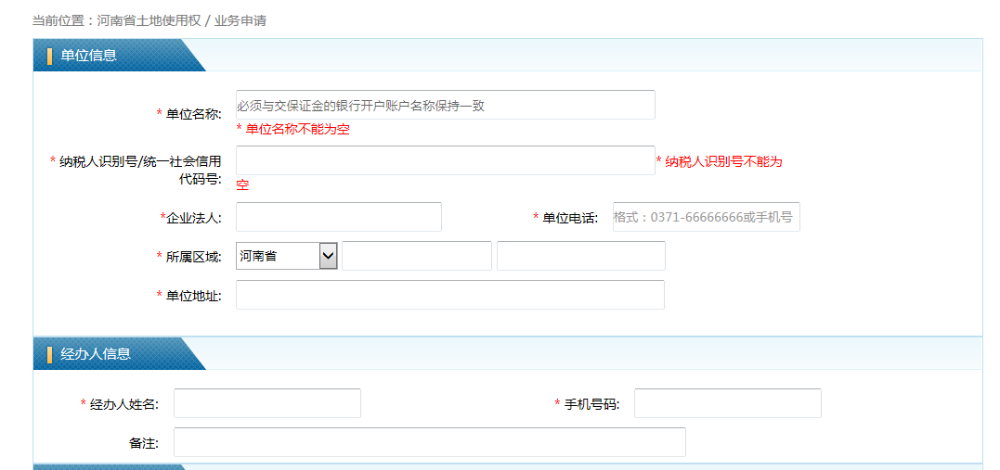 当前位置：河南省土地使用权 / 业务申请
单位信息
* 单位名称: 必须与交保证金的银行开户账户名称保持一致
* 单位名称不能为空
* 纳税人识别号/统一社会信用 * 纳税人识别号不能为
代码号: 空
*企业法人: * 单位电话: 格式：0371-66666666或手机号
* 所属区域: 河南省
* 单位地址:
经办人信息
* 经办人姓名: * 手机号码:
备注: